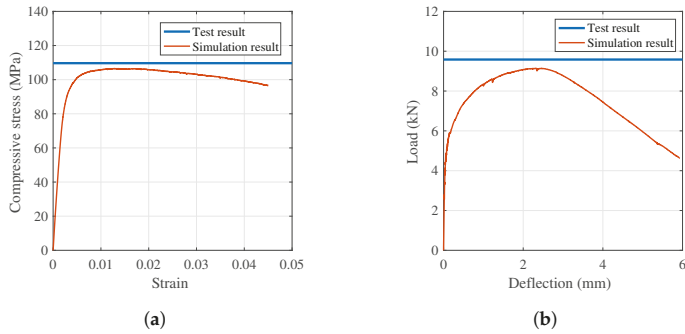 140
120
100
80
60
40
20
0
Compressive stress (MPa)
Test result
Simulation result
0 0.01 0.02 0.03 0.04 0.05
Strain
(a)
12
10
8
6
4
2
0
Load (kN)
Test result
Simulation result
0 2 4 6
Deflection (mm)
(b)